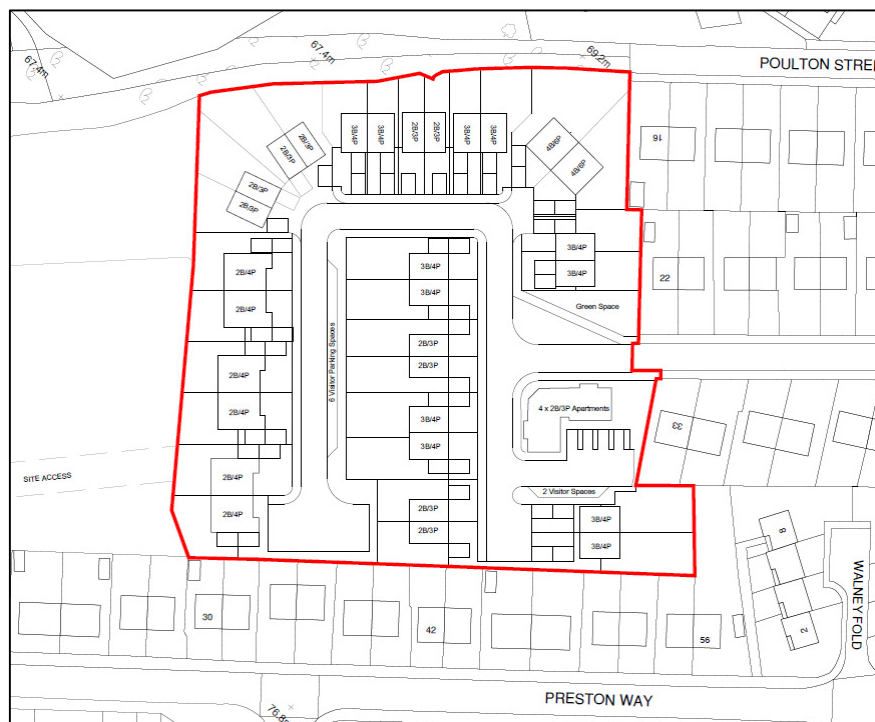 67.4m
67.4m
69.2m
POULTON STREE
16
3B/4P
3B/4P
2B/3P
2B/3P
3B/4P
3B/4P
2B/3P
2B/3P
4B/6P
4B/6P
2B/3P
2B/3P
2B/4P
2B/4P
3B/4P
3B/4P
3B/4P
3B/4P
22
Green Space
6 Visitor Parking Spaces
2B/3P
2B/3P
2B/4P
2B/4P
3B/4P
3B/4P
4 x 2B/3P Apartments
33
SITE ACCESS
2B/4P
2B/4P
2 Visitor Spaces
2B/3P
2B/3P
3B/4P
3B/4P
8
2
WALNEY FOLD
30
42
56
PRESTON WAY
76.8m